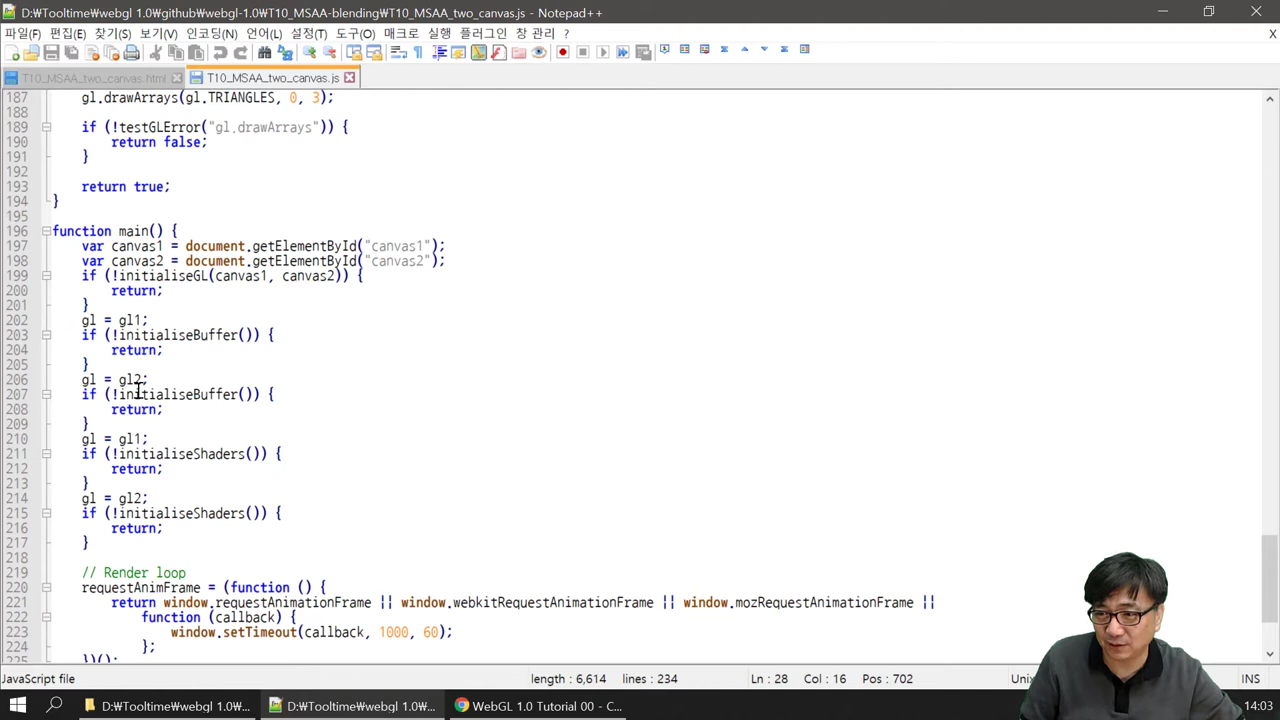 D:₩Tooltime₩webgl 1.0₩github₩webgl-1₩T10_MSAA-blending₩T10_MSAA_two_canvas.js - Notepad++
파일(F) 편집(E) 찾기(S) 보기(V) 인코딩(N) 언어(L) 설정(T) 도구(O) 매크로 실행 플러그인 창 관리 ? X
T10_MSAA_two_canvas.html T10_MSAA_two_canvas.js
187 gl.drawArrays(gl.TRIANGLES, 0, 3);
188
189 if (!testGLError("gl.drawArrays")) {
190 return false;
191 }
192
193 return true;
194 }
195
196 function main() {
197 var canvas1 = document.getElementById("canvas1");
198 var canvas2 = document.getElementById("canvas2");
199 if (!initialiseGL(canvas1, canvas2)) {
200 return;
201 }
202 gl = gl1;
203 if (!initialiseBuffer()) {
204 return;
205 }
206 gl = gl2;
207 if (!initialiseBuffer()) {
208 return;
209 }
210 gl = gl1;
211 if (!initialiseShaders()) {
212 return;
213 }
214 gl = gl2;
215 if (!initialiseShaders()) {
216 return;
217 }
218
219 // Render loop
220 requestAnimFrame = (function () {
221 return window.requestAnimationFrame || window.webkitRequestAnimationFrame || window.mozRequestAnimationFrame ||
222 function (callback) {
223 window.setTimeout(callback, 1000, 60);
224 };
225 })();
JavaScript file length : 6,614 lines : 234 Ln : 28 Col : 16 Pos : 702 INS
D:₩Tooltime₩webgl 1.0₩... D:₩Tooltime₩webgl 1.0₩... WebGL 1.0 Tutorial 00 - C... 14:03